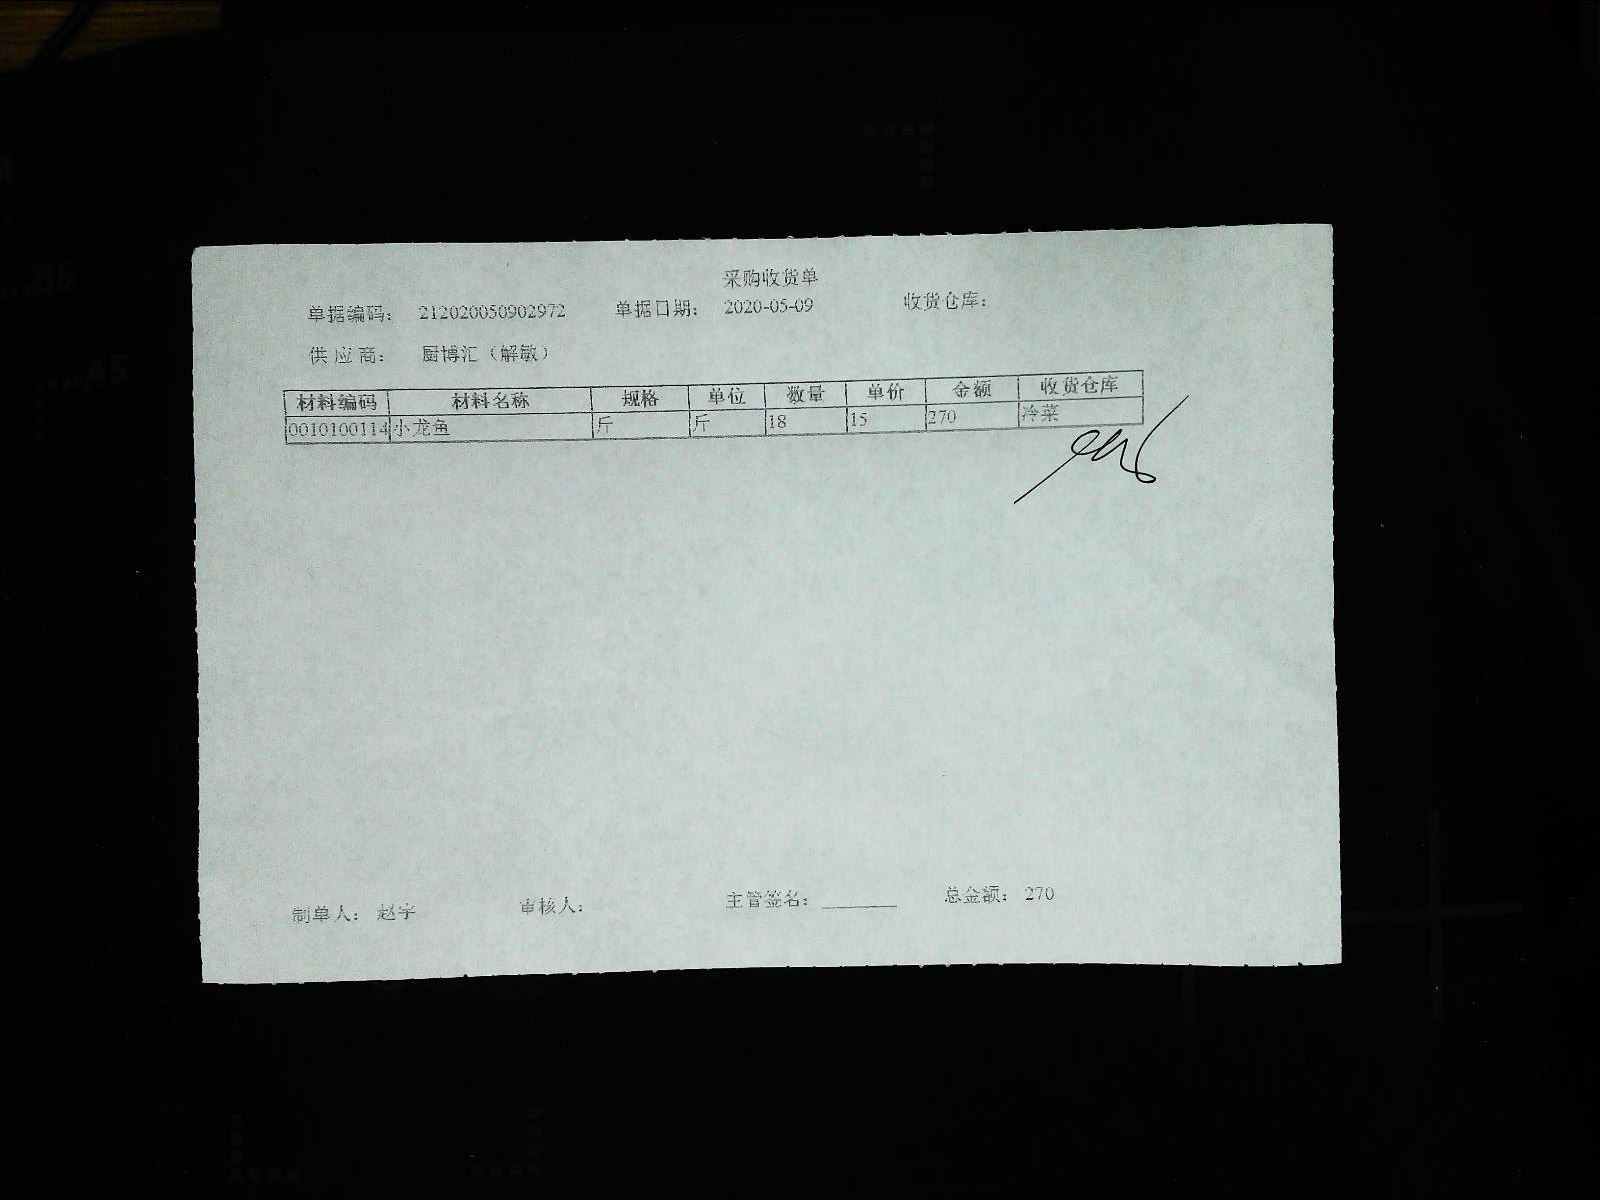 采购收货单
单据编码： 212020050902972 单据日期： 2020-05-09 收货仓库：
供应商： 厨博汇（解敏）
材料编码 材料名称 规格 单位 数量 单价 金额 收货仓库
0010100114 小龙鱼 斤 斤 18 15 270 冷菜
制单人： 赵宇 审核人： 主管签名： ________ 总金额： 270
B5
A5